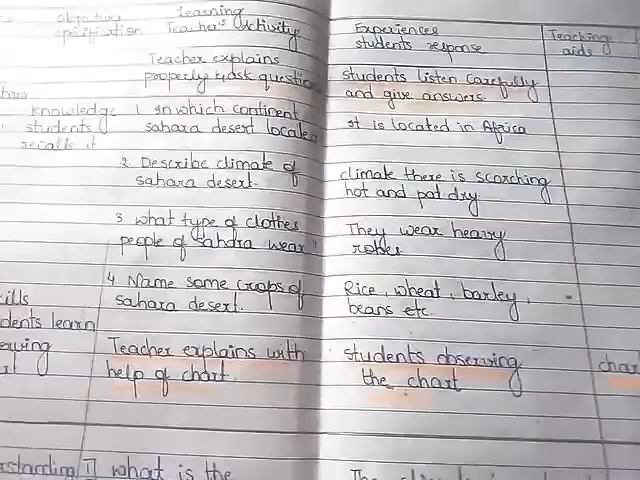 Objective Learning Experiences Teaching
specification Teacher's Activity students response aids
Teacher explains
properly & ask question
students listen carefully
and give answers
knowledge 1 In which continent
students sahara desert located
recalls it
It is located in Africa
2. Describe climate of
sahara desert.
climate there is scorching
hot and pat dry
3 what type of clothes
people of Sahara wear
They wear heavy
robes
4 Name some crops of
sahara desert.
Rice, wheat, barley,
beans etc.
kills
dents learn
Teacher explains with
help of chart
students observing
the chart
char
rstanding 1 what is the